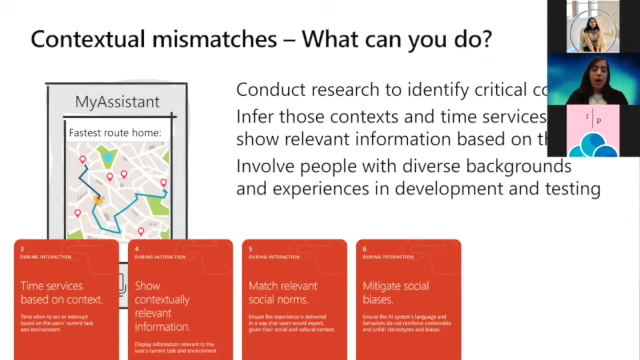 Contextual mismatches – What can you do?
MyAssistant
Fastest route home:
Conduct research to identify critical
Infer those contexts and time services
show relevant information based on
Involve people with diverse backgrounds
and experiences in development and testing
3
DURING INTERACTION
Time services
based on context.
Time when to act or interrupt
based on the users' current task
and environment.
4
DURING INTERACTION
Show
contextually
relevant
information.
Display information relevant to the
user's current task and environment.
5
DURING INTERACTION
Match relevant
social norms.
Ensure the experience is delivered
in a way that users would expect,
given their social and cultural context.
6
DURING INTERACTION
Mitigate social
biases.
Ensure the AI system's language and
behaviors do not reinforce undesirable
and unfair stereotypes and biases.
r | p